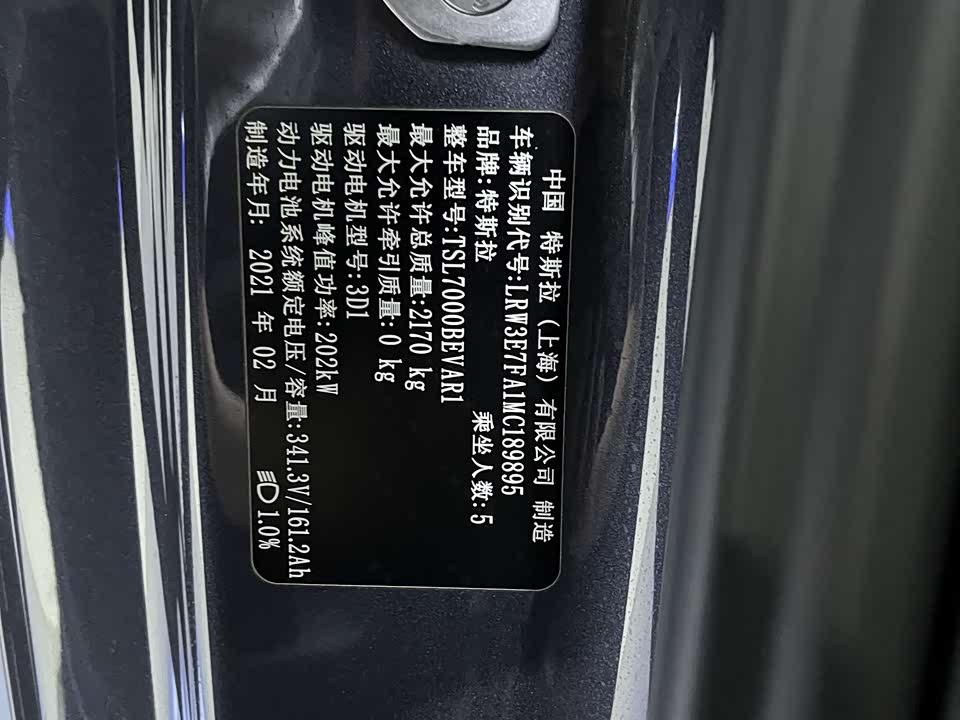 中国 特斯拉(上海)有限公司 制造
车辆识别代号:LRW3E7FA1MC189895
品牌:特斯拉 乘坐人数:5
整车型号:TSL7000BEVAR1
最大允许总质量:2170 kg
最大允许牵引质量:0 kg
驱动电机型号:3D1
驱动电机峰值功率:202kW
动力电池系统额定电压/容量:341.3V/161.2Ah
制造年月: 2021 年 02 月 1.0%